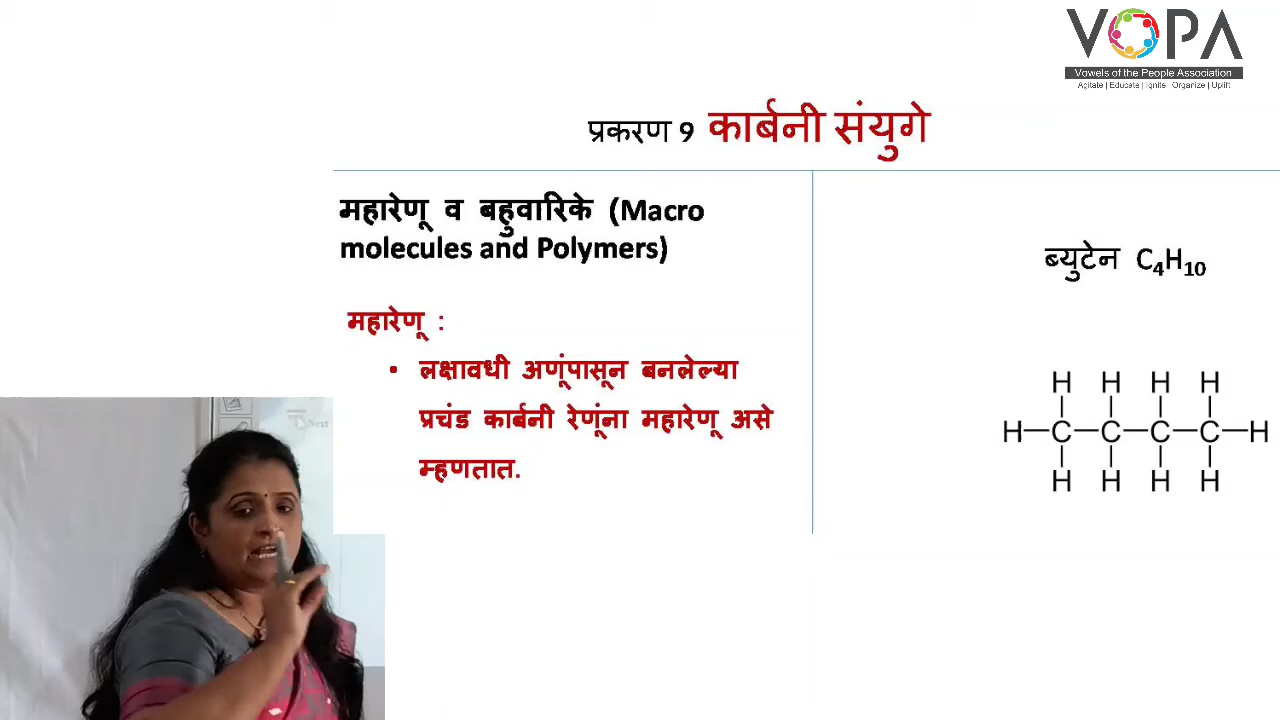 VOPA
Vowels of the People Association
Agitate | Educate | Ignite Organize | Uplift
प्रकरण 9 कार्बनी संयुगे
महारेणू व बहुवारिके (Macro
molecules and Polymers)
महारेणू :
• लक्षावधी अणूंपासून बनलेल्या
प्रचंड कार्बनी रेणूंना महारेणू असे
म्हणतात.
ब्युटेन C₄H₁₀
H H H H
H—C—C—C—C—H
H H H H
Next